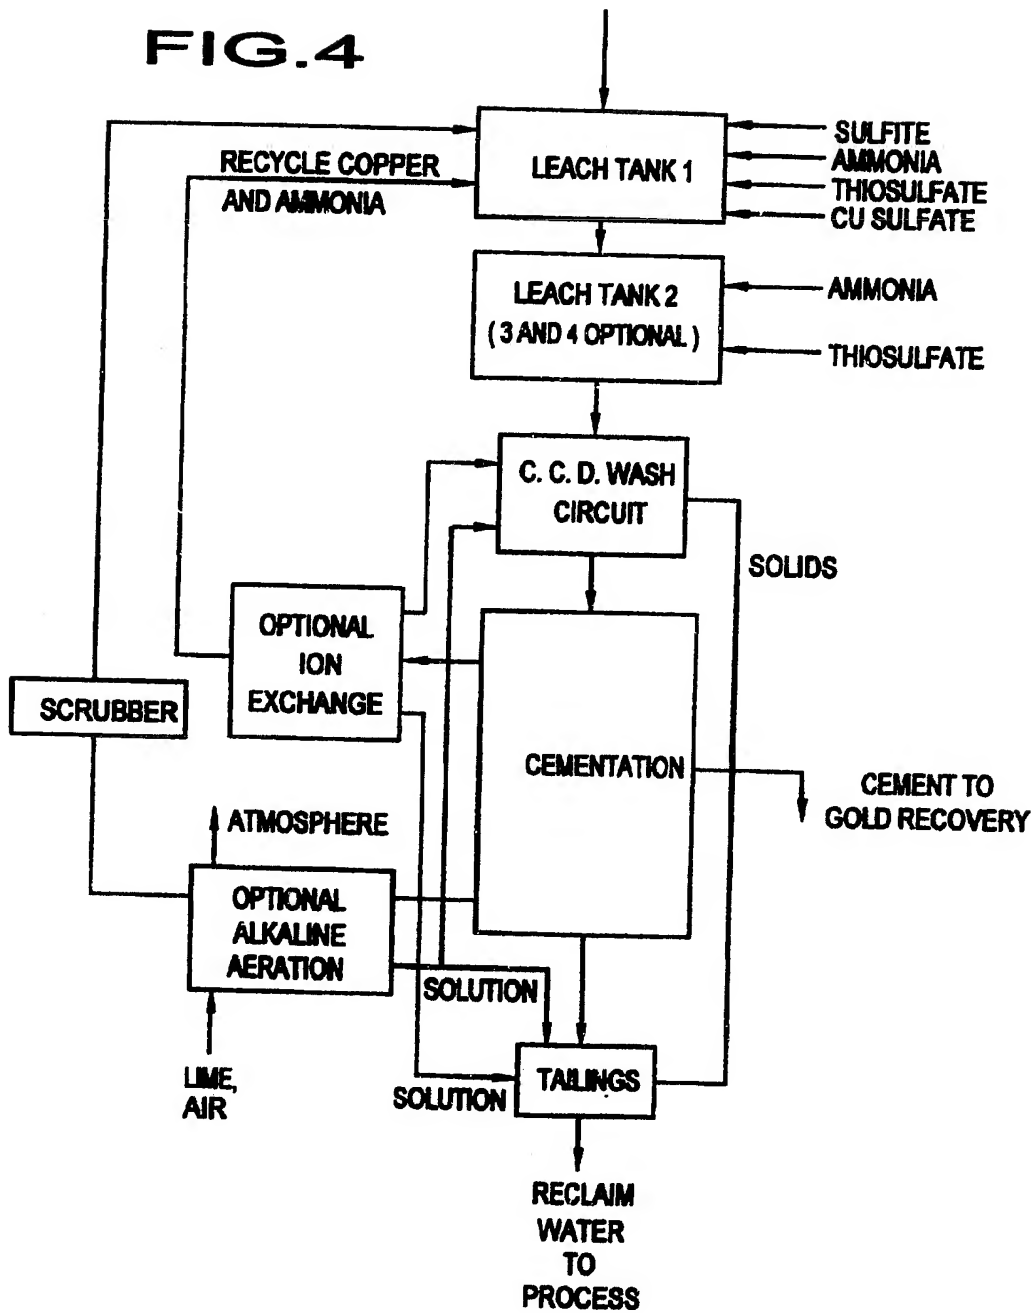 FIG.4
LEACH TANK 1
SULFITE
AMMONIA
THIOSULFATE
CU SULFATE
RECYCLE COPPER
AND AMMONIA
LEACH TANK 2
( 3 AND 4 OPTIONAL )
AMMONIA
THIOSULFATE
C. C. D. WASH
CIRCUIT
SOLIDS
OPTIONAL
ION
EXCHANGE
SCRUBBER
CEMENTATION
CEMENT TO
GOLD RECOVERY
ATMOSPHERE
OPTIONAL
ALKALINE
AERATION
SOLUTION
LIME,
AIR
SOLUTION
TAILINGS
RECLAIM
WATER
TO
PROCESS